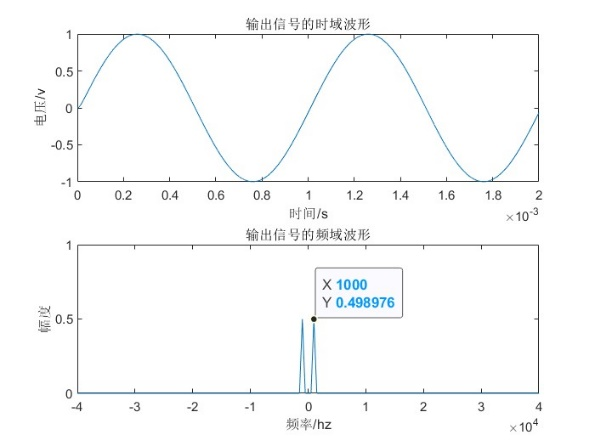 输出信号的时域波形
1
0.5
0
-0.5
-1
电压/v
0 0.2 0.4 0.6 0.8 1 1.2 1.4 1.6 1.8 2
时间/s
×10⁻³
输出信号的频域波形
1
0.5
0
幅度
X 1000
Y 0.498976
-4 -3 -2 -1 0 1 2 3 4
频率/hz
×10⁴